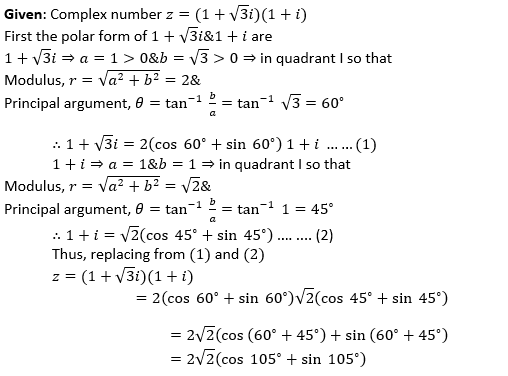 Given: Complex number z = (1 + √3i)(1 + i)
First the polar form of 1 + √3i&1 + i are
1 + √3i ⇒ a = 1 > 0&b = √3 > 0 ⇒ in quadrant I so that
Modulus, r = √(a² + b²) = 2&
Principal argument, θ = tan⁻¹ b/a = tan⁻¹ √3 = 60°
∴ 1 + √3i = 2(cos 60° + sin 60°) 1 + i ... ... (1)
1 + i ⇒ a = 1&b = 1 ⇒ in quadrant I so that
Modulus, r = √(a² + b²) = √2&
Principal argument, θ = tan⁻¹ b/a = tan⁻¹ 1 = 45°
∴ 1 + i = √2(cos 45° + sin 45°) .... .... (2)
Thus, replacing from (1) and (2)
z = (1 + √3i)(1 + i)
= 2(cos 60° + sin 60°)√2(cos 45° + sin 45°)
= 2√2(cos (60° + 45°) + sin (60° + 45°)
= 2√2(cos 105° + sin 105°)